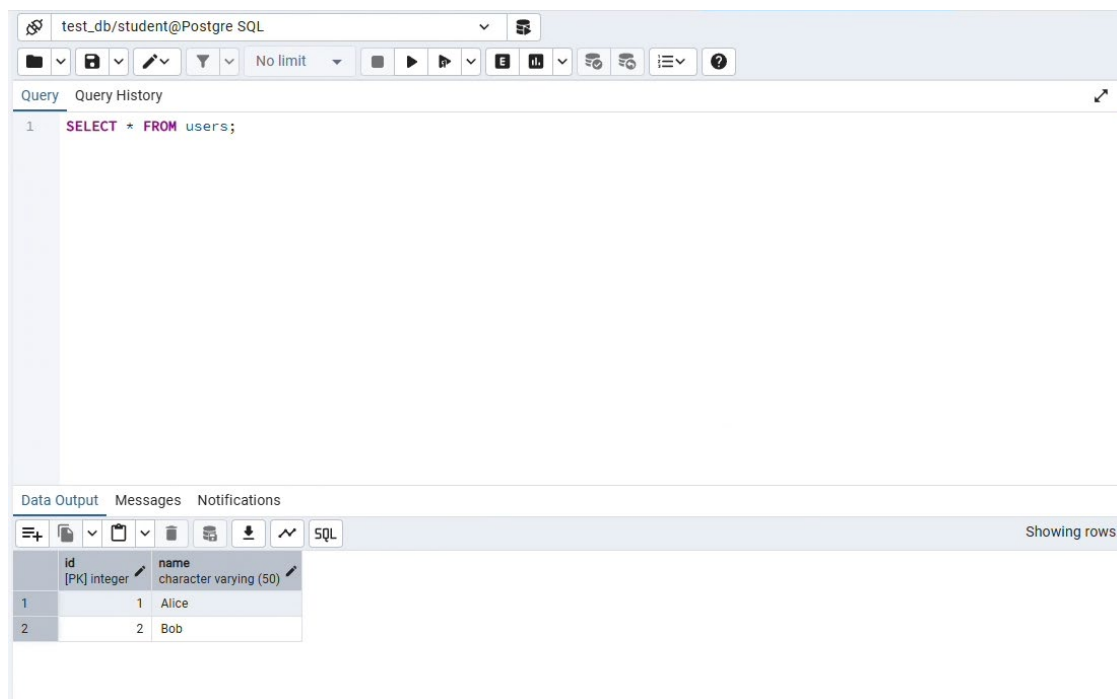 test_db/student@Postgre SQL
No limit
E
Query Query History
1 SELECT * FROM users;
Data Output Messages Notifications
SQL Showing rows
id name
[PK] integer character varying (50)
1 1 Alice
2 2 Bob